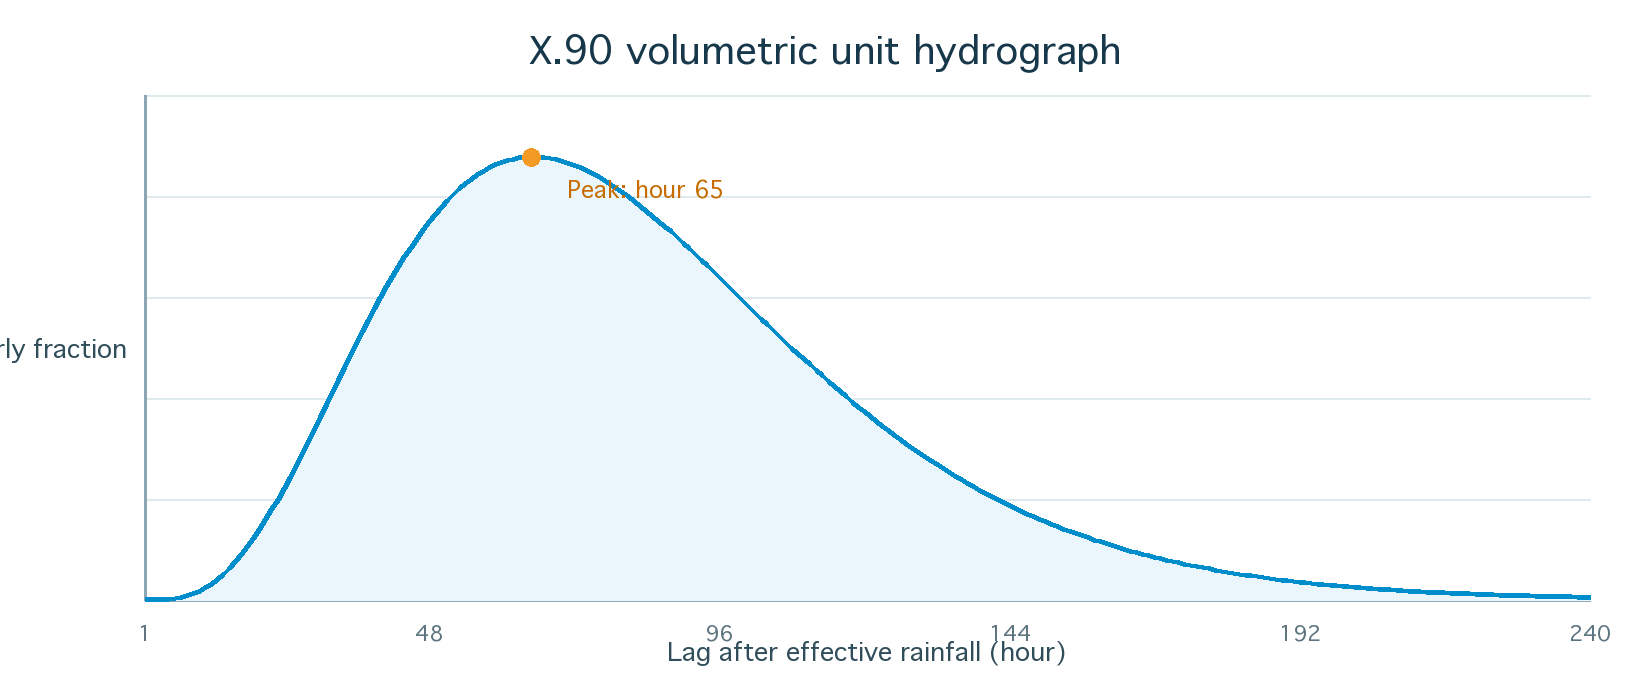 X.90 volumetric unit hydrograph
Peak: hour 65
rly fraction
1 48 96 144 192 240
Lag after effective rainfall (hour)